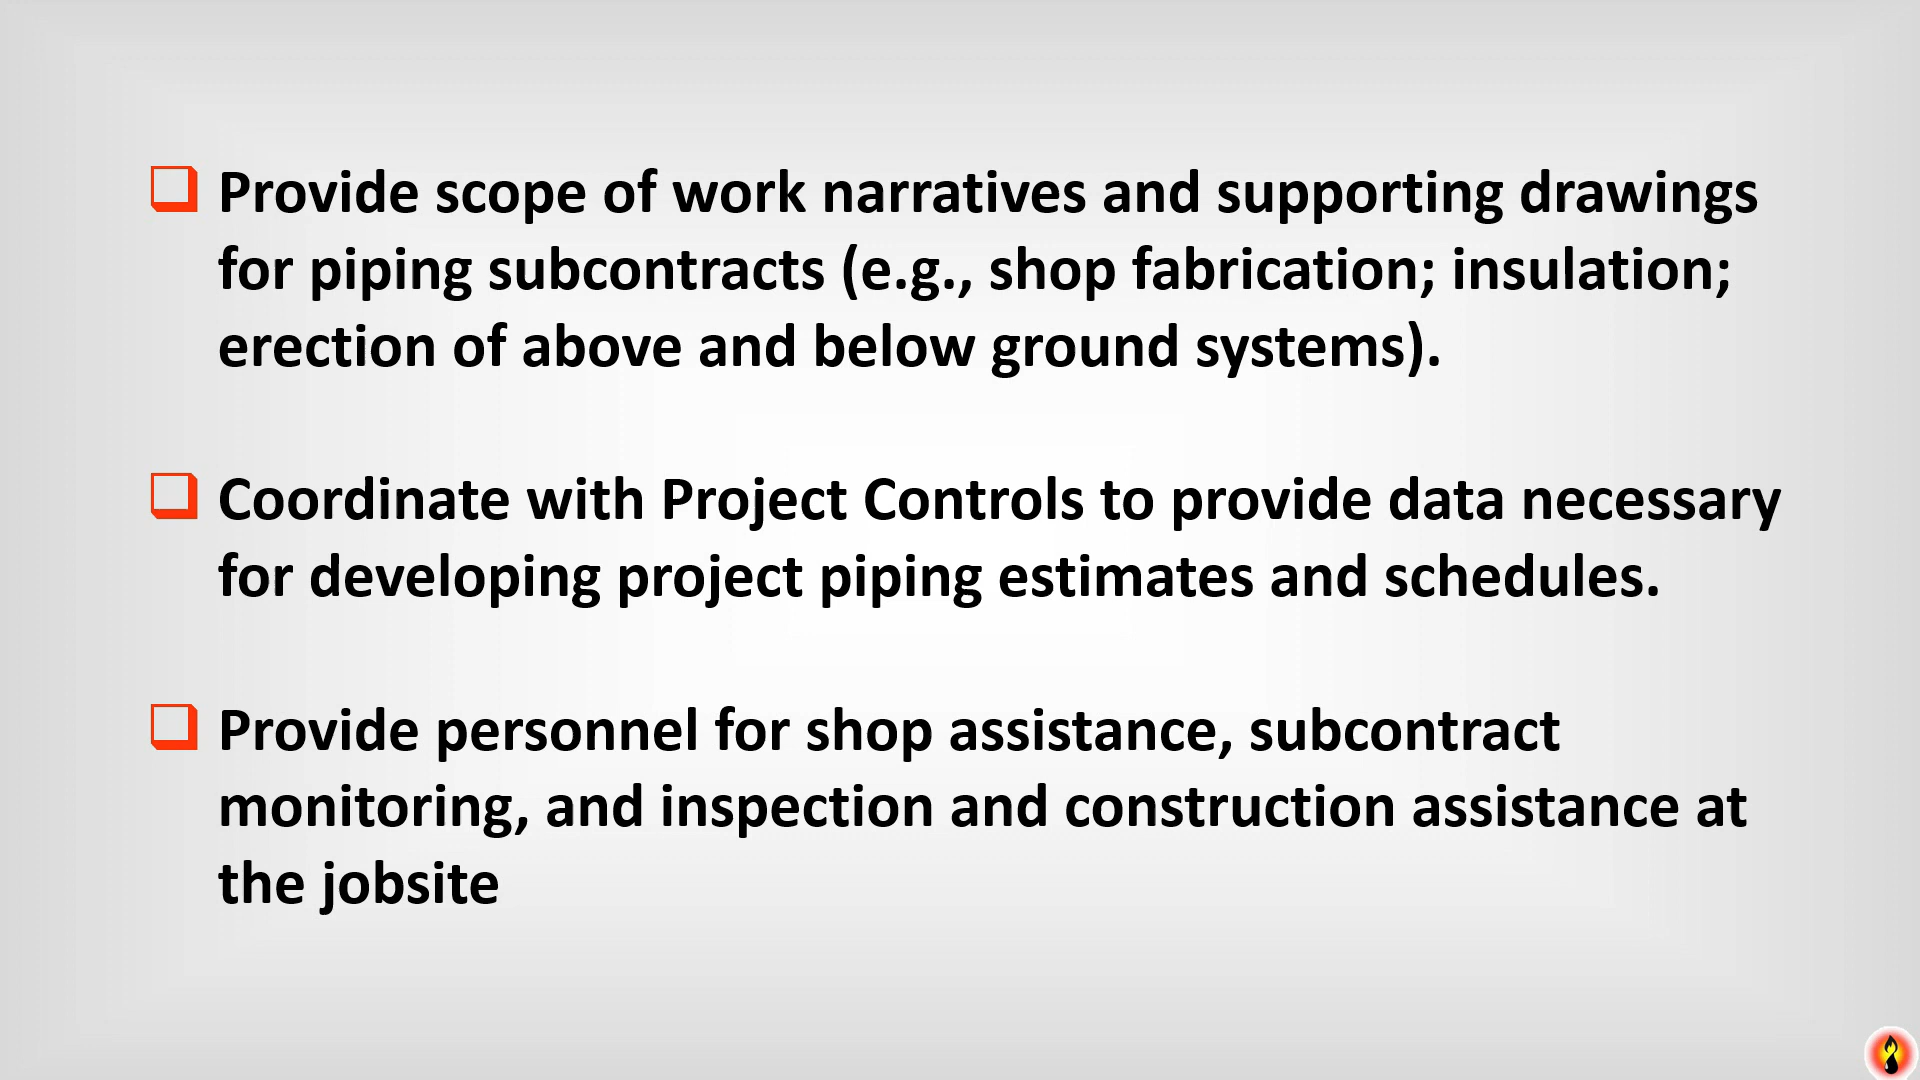 Provide scope of work narratives and supporting drawings
for piping subcontracts (e.g., shop fabrication; insulation;
erection of above and below ground systems).
Coordinate with Project Controls to provide data necessary
for developing project piping estimates and schedules.
Provide personnel for shop assistance, subcontract
monitoring, and inspection and construction assistance at
the jobsite